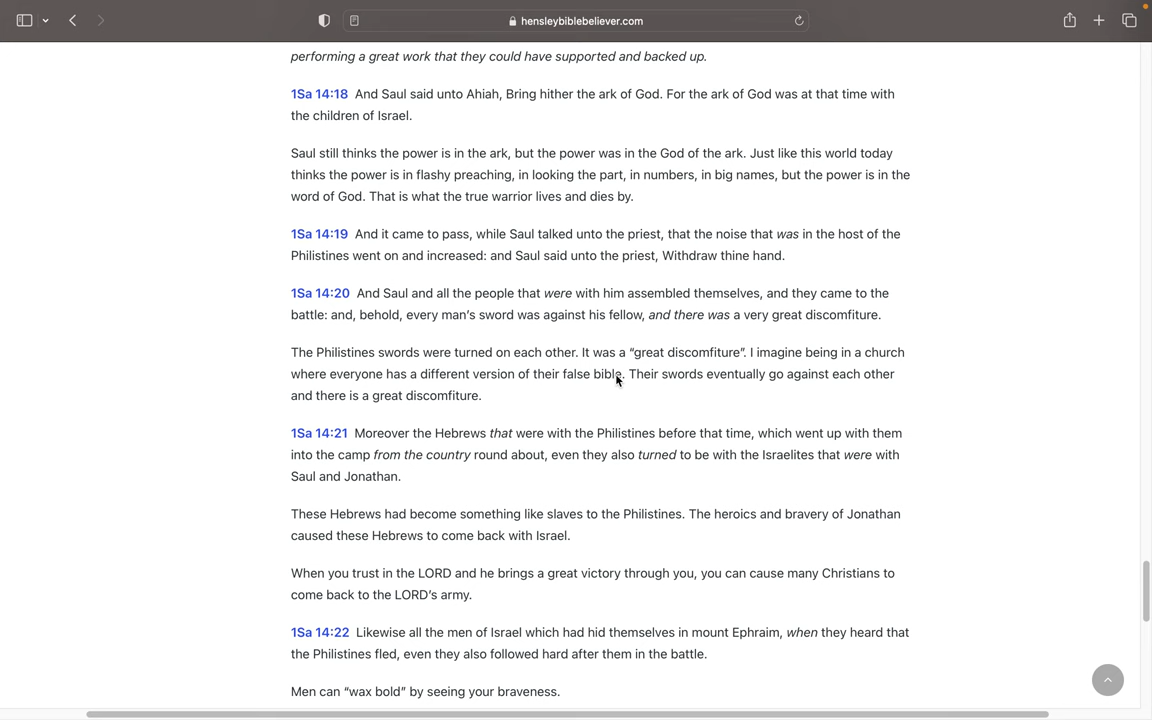 hensleybiblebeliever.com
performing a great work that they could have supported and backed up.
1Sa 14:18 And Saul said unto Ahiah, Bring hither the ark of God. For the ark of God was at that time with
the children of Israel.
Saul still thinks the power is in the ark, but the power was in the God of the ark. Just like this world today
thinks the power is in flashy preaching, in looking the part, in numbers, in big names, but the power is in the
word of God. That is what the true warrior lives and dies by.
1Sa 14:19 And it came to pass, while Saul talked unto the priest, that the noise that was in the host of the
Philistines went on and increased: and Saul said unto the priest, Withdraw thine hand.
1Sa 14:20 And Saul and all the people that were with him assembled themselves, and they came to the
battle: and, behold, every man’s sword was against his fellow, and there was a very great discomfiture.
The Philistines swords were turned on each other. It was a “great discomfiture”. I imagine being in a church
where everyone has a different version of their false bible. Their swords eventually go against each other
and there is a great discomfiture.
1Sa 14:21 Moreover the Hebrews that were with the Philistines before that time, which went up with them
into the camp from the country round about, even they also turned to be with the Israelites that were with
Saul and Jonathan.
These Hebrews had become something like slaves to the Philistines. The heroics and bravery of Jonathan
caused these Hebrews to come back with Israel.
When you trust in the LORD and he brings a great victory through you, you can cause many Christians to
come back to the LORD’s army.
1Sa 14:22 Likewise all the men of Israel which had hid themselves in mount Ephraim, when they heard that
the Philistines fled, even they also followed hard after them in the battle.
Men can “wax bold” by seeing your braveness.